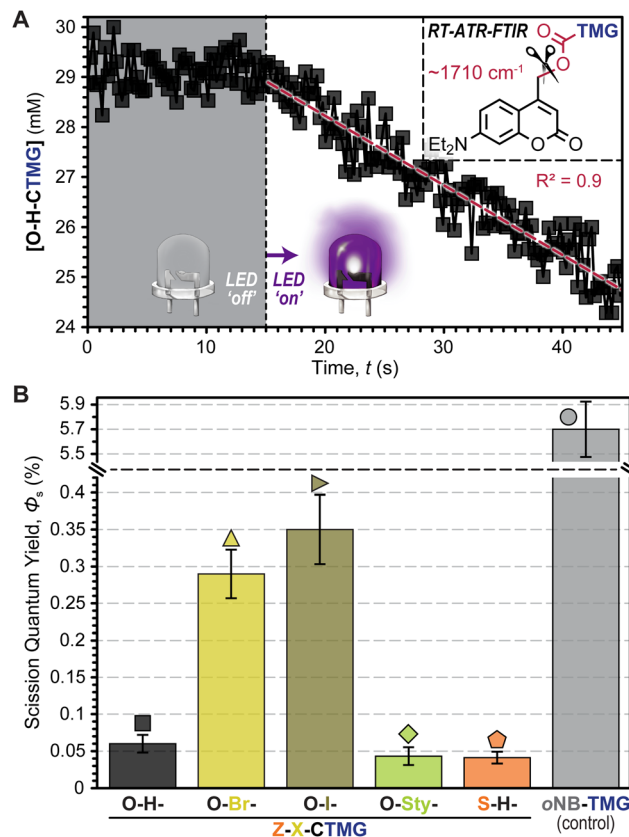 A
30
29
28
27
26
25
24
[O-H-CTMG] (mM)
RT-ATR-FTIR
O
TMG
O
~1710 cm⁻¹
Et₂N
O
O
R² = 0.9
LED
'off'
LED
'on'
0
10
20
30
40
Time, t (s)
B
5.9
5.7
5.5
0.4
0.35
0.3
0.25
0.2
0.15
0.1
0.05
0
Scission Quantum Yield, Φs (%)
O-H-
O-Br-
O-I-
O-Sty-
S-H-
oNB-TMG
(control)
Z-X-CTMG